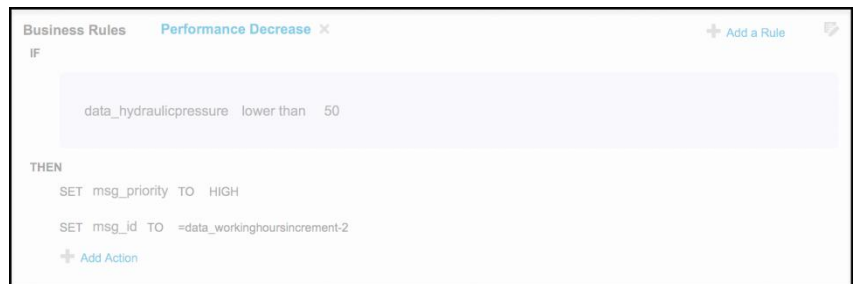 Business Rules Performance Decrease × Add a Rule
IF
data_hydraulicpressure lower than 50
THEN
SET msg_priority TO HIGH
SET msg_id TO =data_workinghoursincrement-2
Add Action